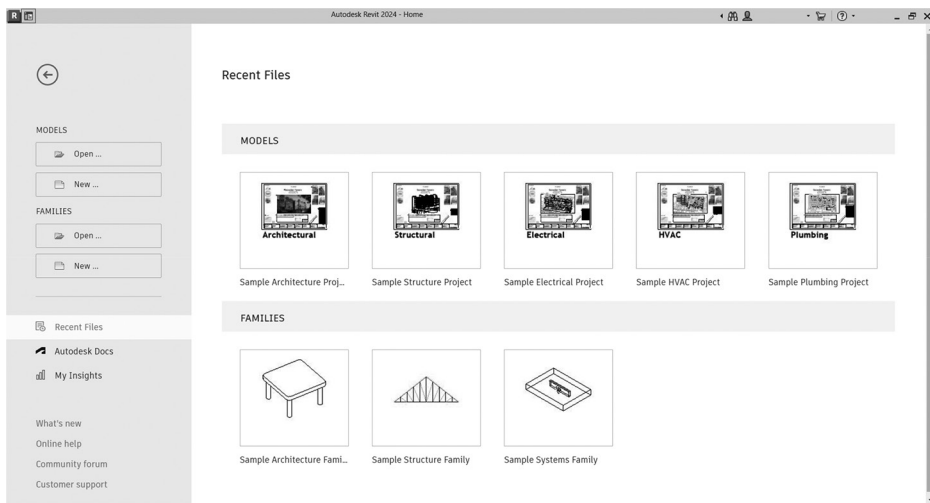 R
Autodesk Revit 2024 - Home
Recent Files
MODELS
Open ...
New ...
FAMILIES
Open ...
New ...
Recent Files
Autodesk Docs
My Insights
What's new
Online help
Community forum
Customer support
MODELS
Architectural
Structural
Electrical
HVAC
Plumbing
Sample Architecture Proj...
Sample Structure Project
Sample Electrical Project
Sample HVAC Project
Sample Plumbing Project
FAMILIES
Sample Architecture Fami...
Sample Structure Family
Sample Systems Family